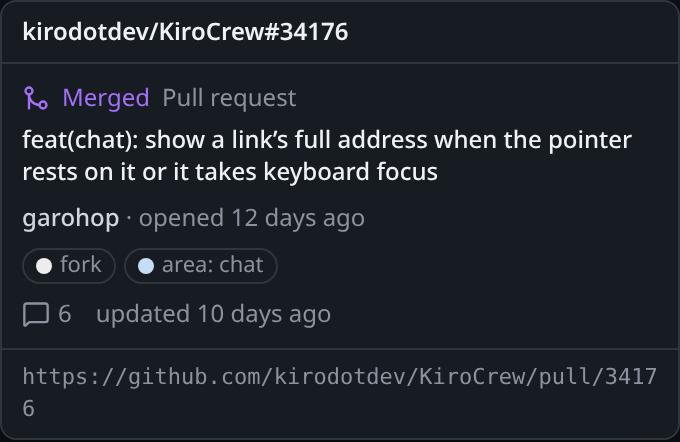 kirodotdev/KiroCrew#34176
Merged Pull request
feat(chat): show a link’s full address when the pointer
rests on it or it takes keyboard focus
garohop · opened 12 days ago
fork area: chat
6 updated 10 days ago
https://github.com/kirodotdev/KiroCrew/pull/3417
6